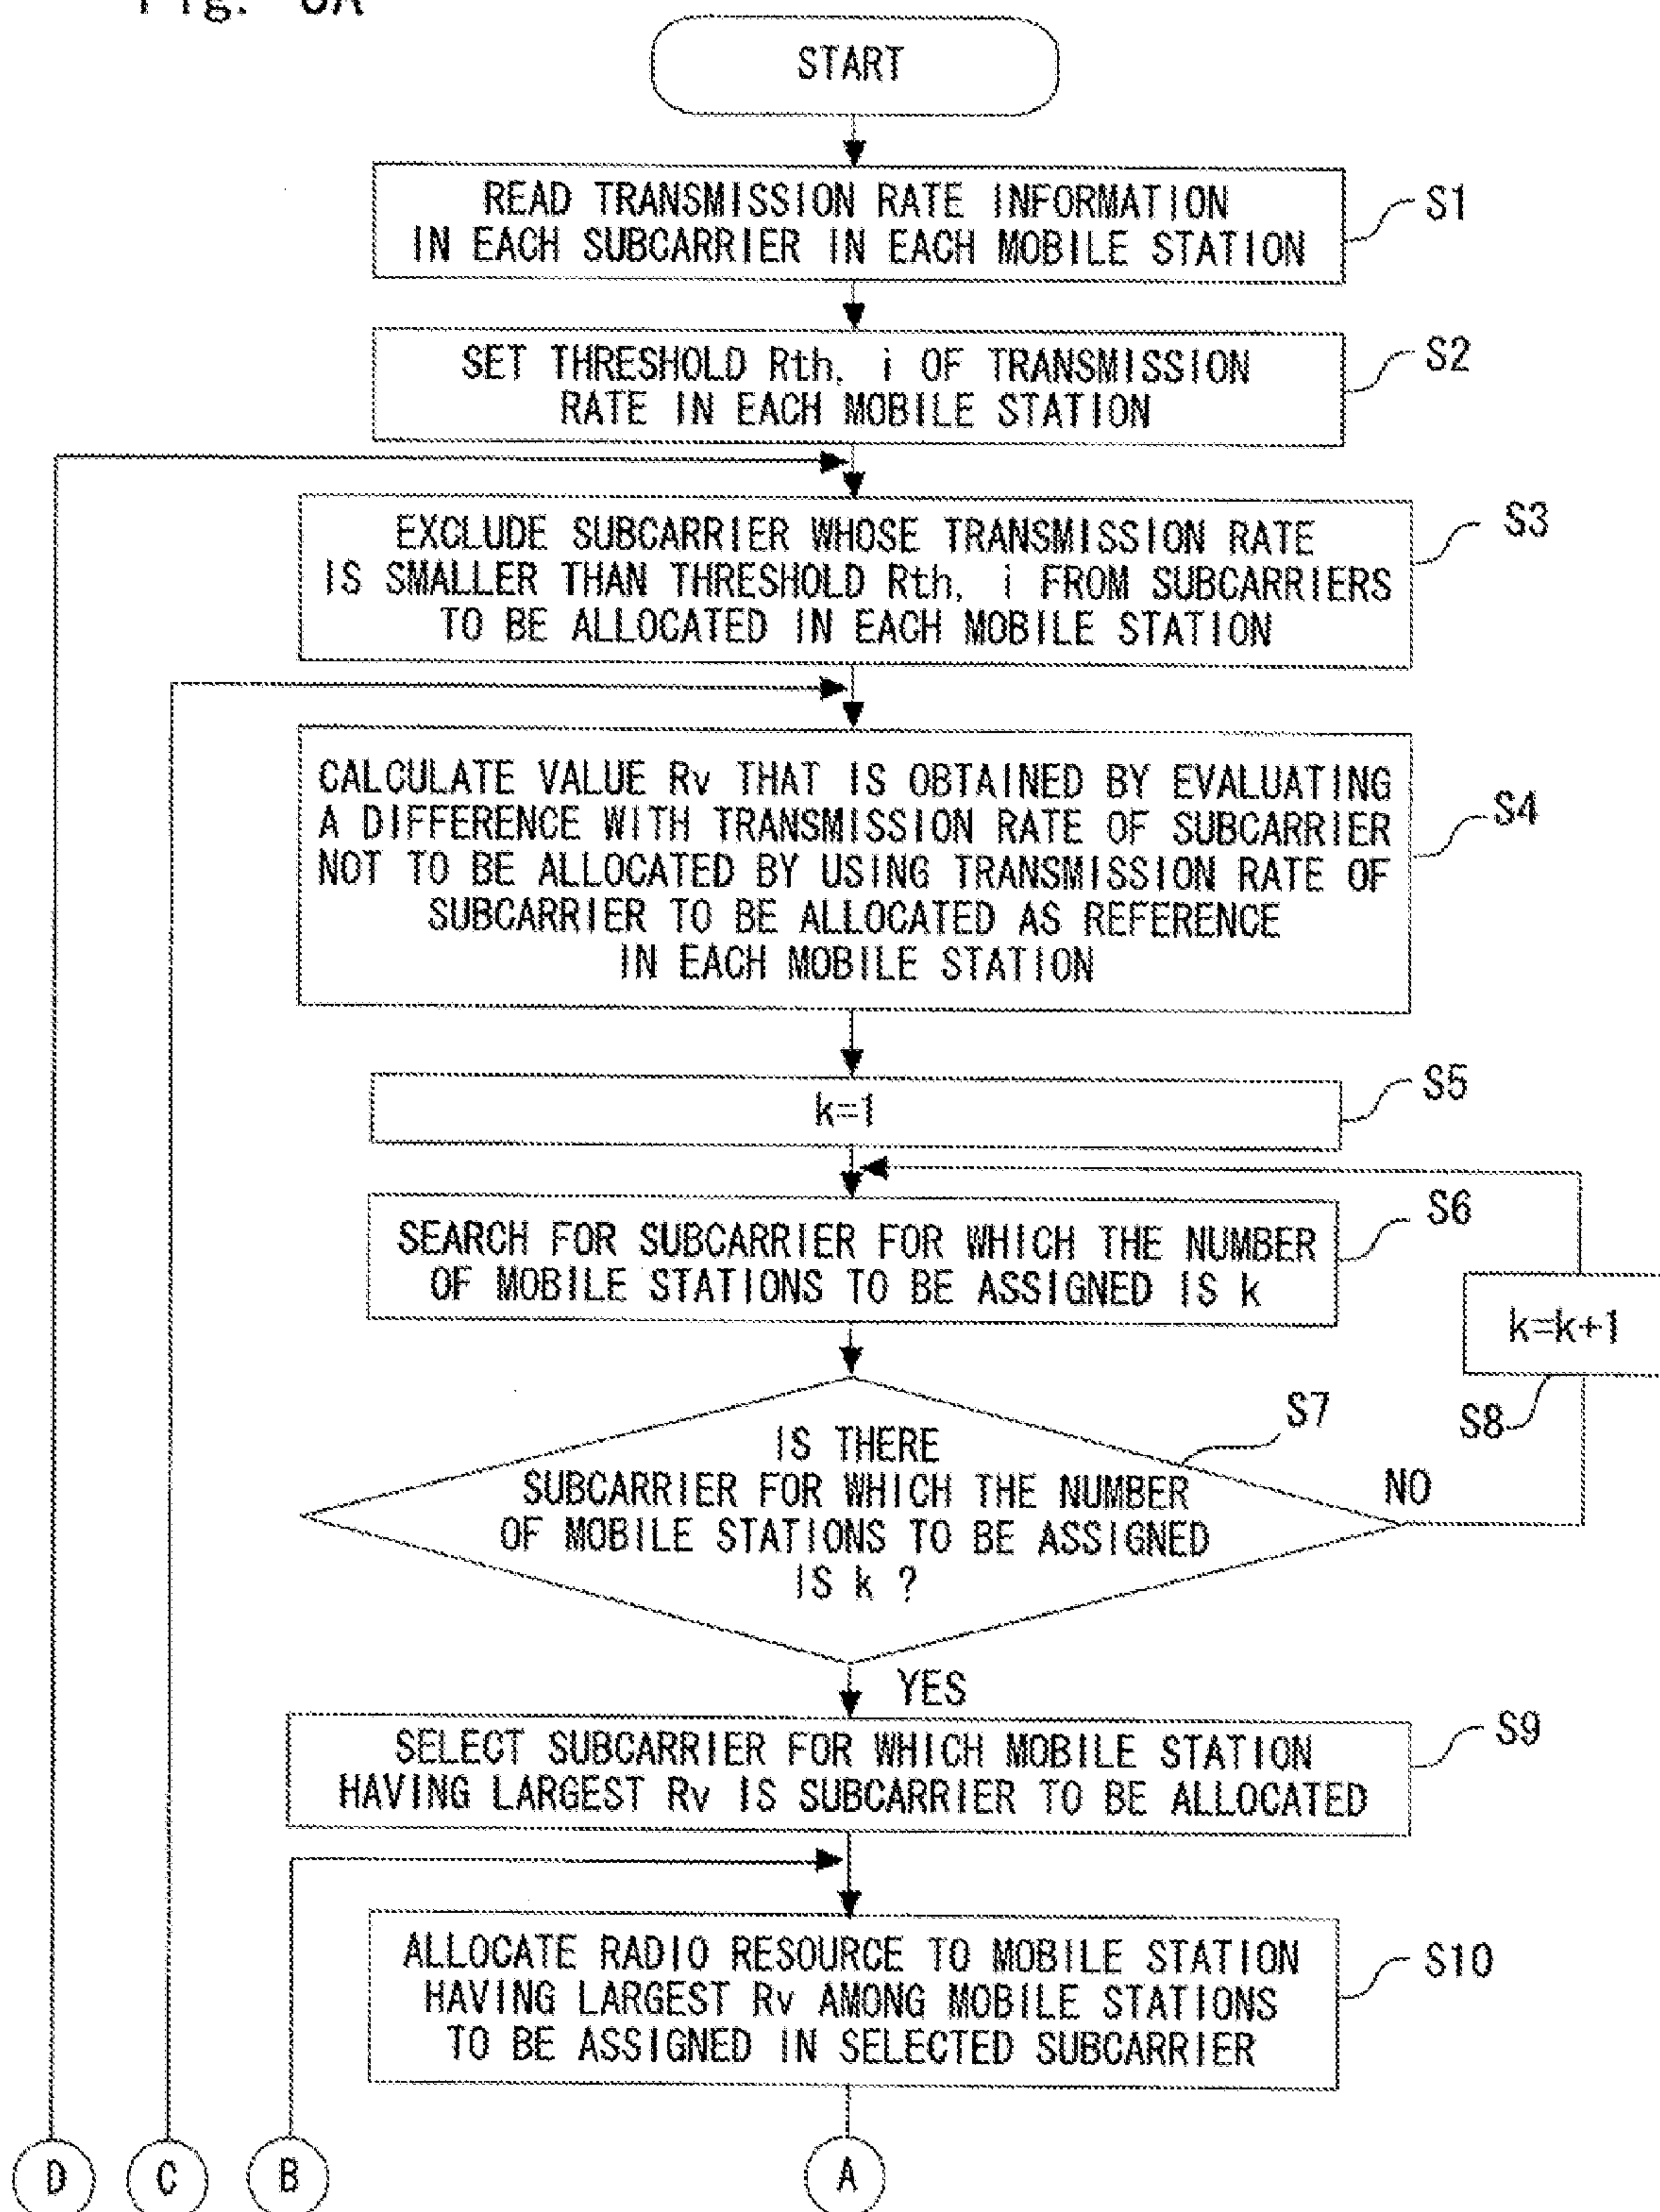 START
READ TRANSMISSION RATE INFORMATION
IN EACH SUBCARRIER IN EACH MOBILE STATION
S1
SET THRESHOLD Rth, i OF TRANSMISSION
RATE IN EACH MOBILE STATION
S2
EXCLUDE SUBCARRIER WHOSE TRANSMISSION RATE
IS SMALLER THAN THRESHOLD Rth, i FROM SUBCARRIERS
TO BE ALLOCATED IN EACH MOBILE STATION
S3
CALCULATE VALUE Rv THAT IS OBTAINED BY EVALUATING
A DIFFERENCE WITH TRANSMISSION RATE OF SUBCARRIER
NOT TO BE ALLOCATED BY USING TRANSMISSION RATE OF
SUBCARRIER TO BE ALLOCATED AS REFERENCE
IN EACH MOBILE STATION
S4
k=1
S5
SEARCH FOR SUBCARRIER FOR WHICH THE NUMBER
OF MOBILE STATIONS TO BE ASSIGNED IS k
S6
k=k+1
S8
IS THERE
SUBCARRIER FOR WHICH THE NUMBER
OF MOBILE STATIONS TO BE ASSIGNED
IS k ?
S7
NO
YES
SELECT SUBCARRIER FOR WHICH MOBILE STATION
HAVING LARGEST Rv IS SUBCARRIER TO BE ALLOCATED
S9
ALLOCATE RADIO RESOURCE TO MOBILE STATION
HAVING LARGEST Rv AMONG MOBILE STATIONS
TO BE ASSIGNED IN SELECTED SUBCARRIER
S10
D
C
B
A